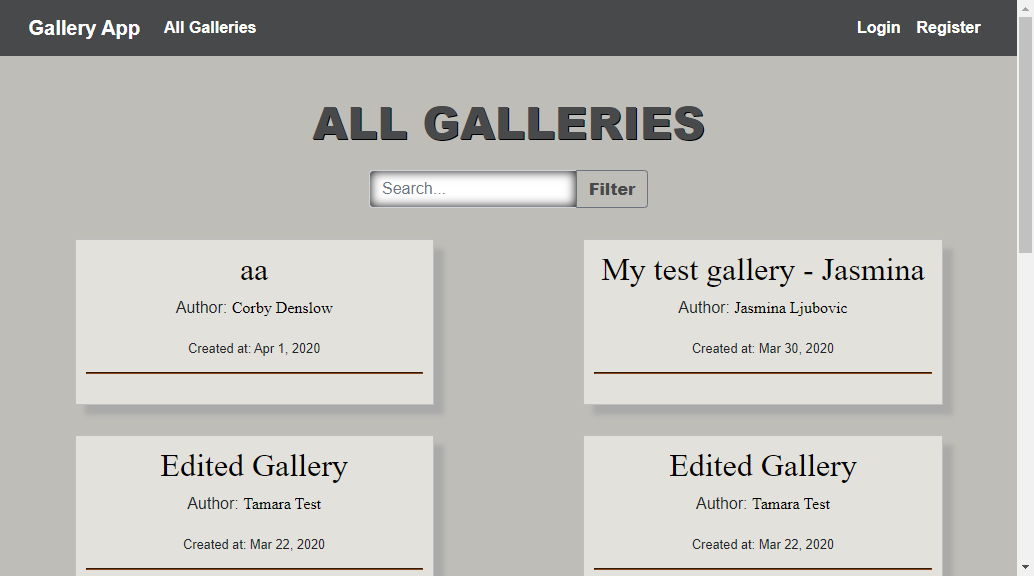 Gallery App All Galleries Login Register
ALL GALLERIES
Search... Filter
aa
Author: Corby Denslow
Created at: Apr 1, 2020
My test gallery - Jasmina
Author: Jasmina Ljubovic
Created at: Mar 30, 2020
Edited Gallery
Author: Tamara Test
Created at: Mar 22, 2020
Edited Gallery
Author: Tamara Test
Created at: Mar 22, 2020